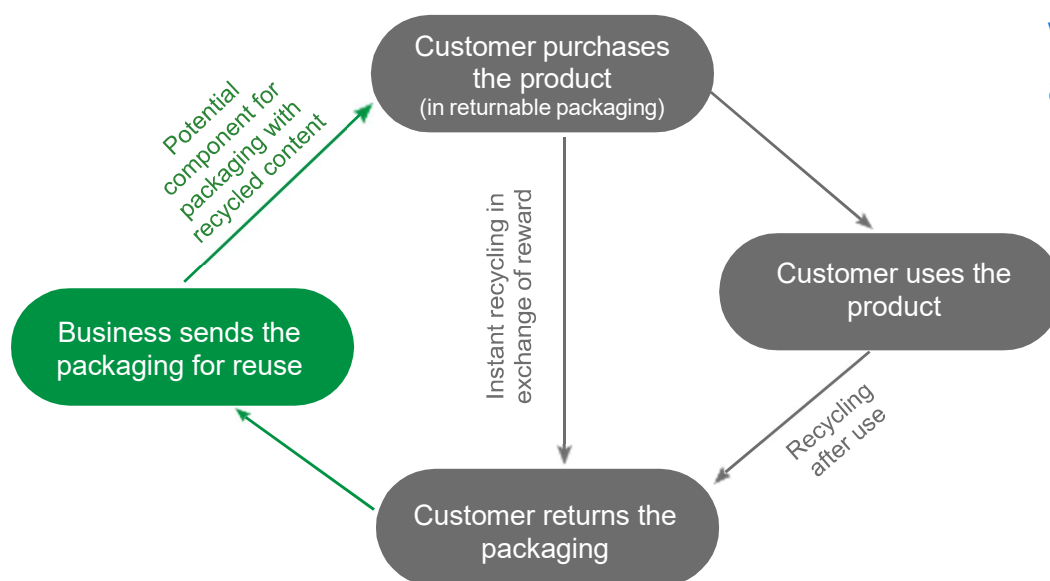 Customer purchases
the product
(in returnable packaging)
Potential
component for
packaging with
recycled content
Instant recycling in
exchange of reward
Customer uses the
product
Business sends the
packaging for reuse
Recycling
after use
Customer returns the
packaging